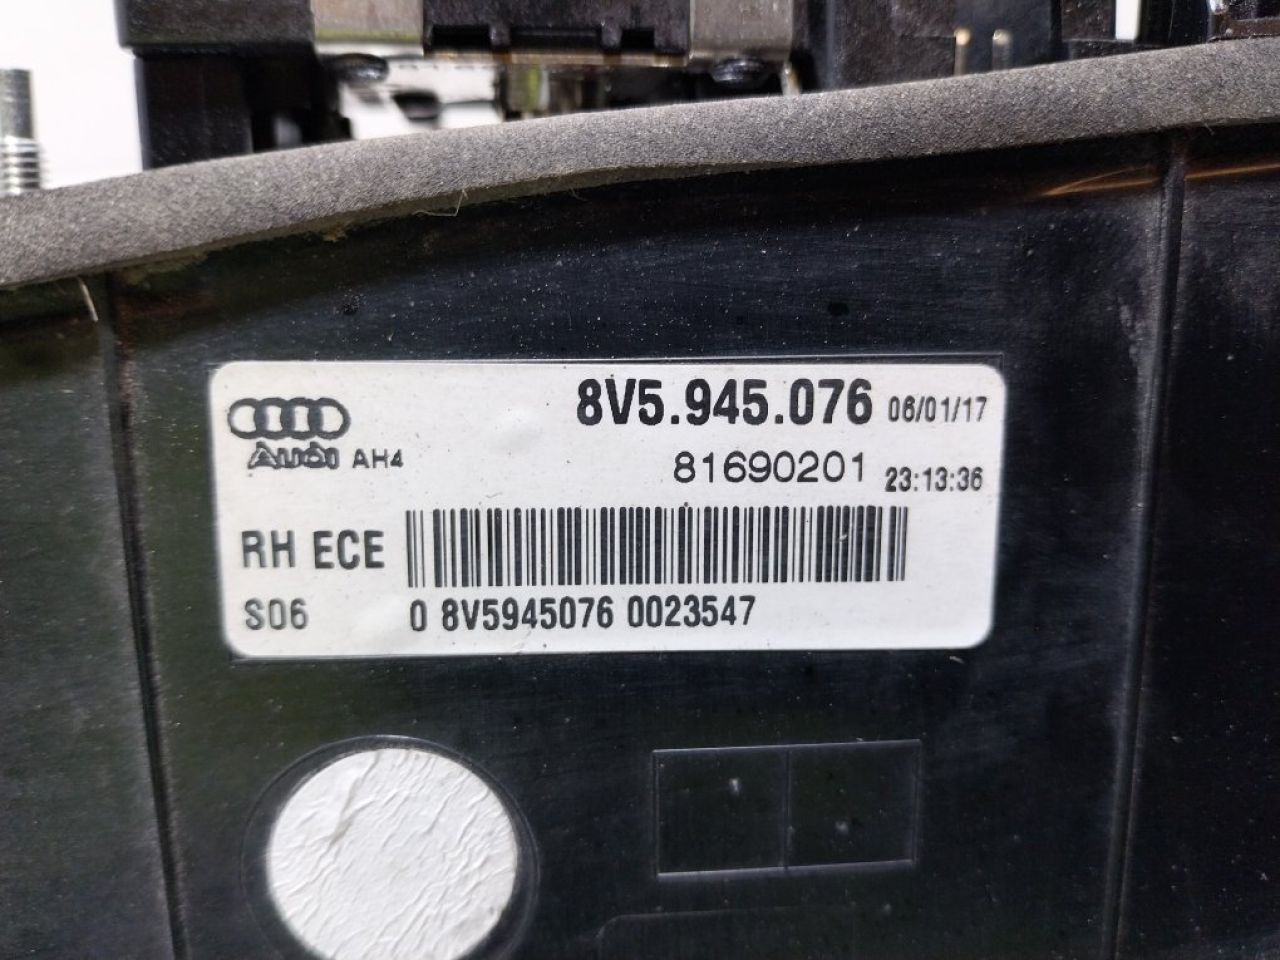 8V5.945.076 06/01/17
Audi AH4
81690201 23:13:36
RH ECE
S06
0 8V5945076 0023547